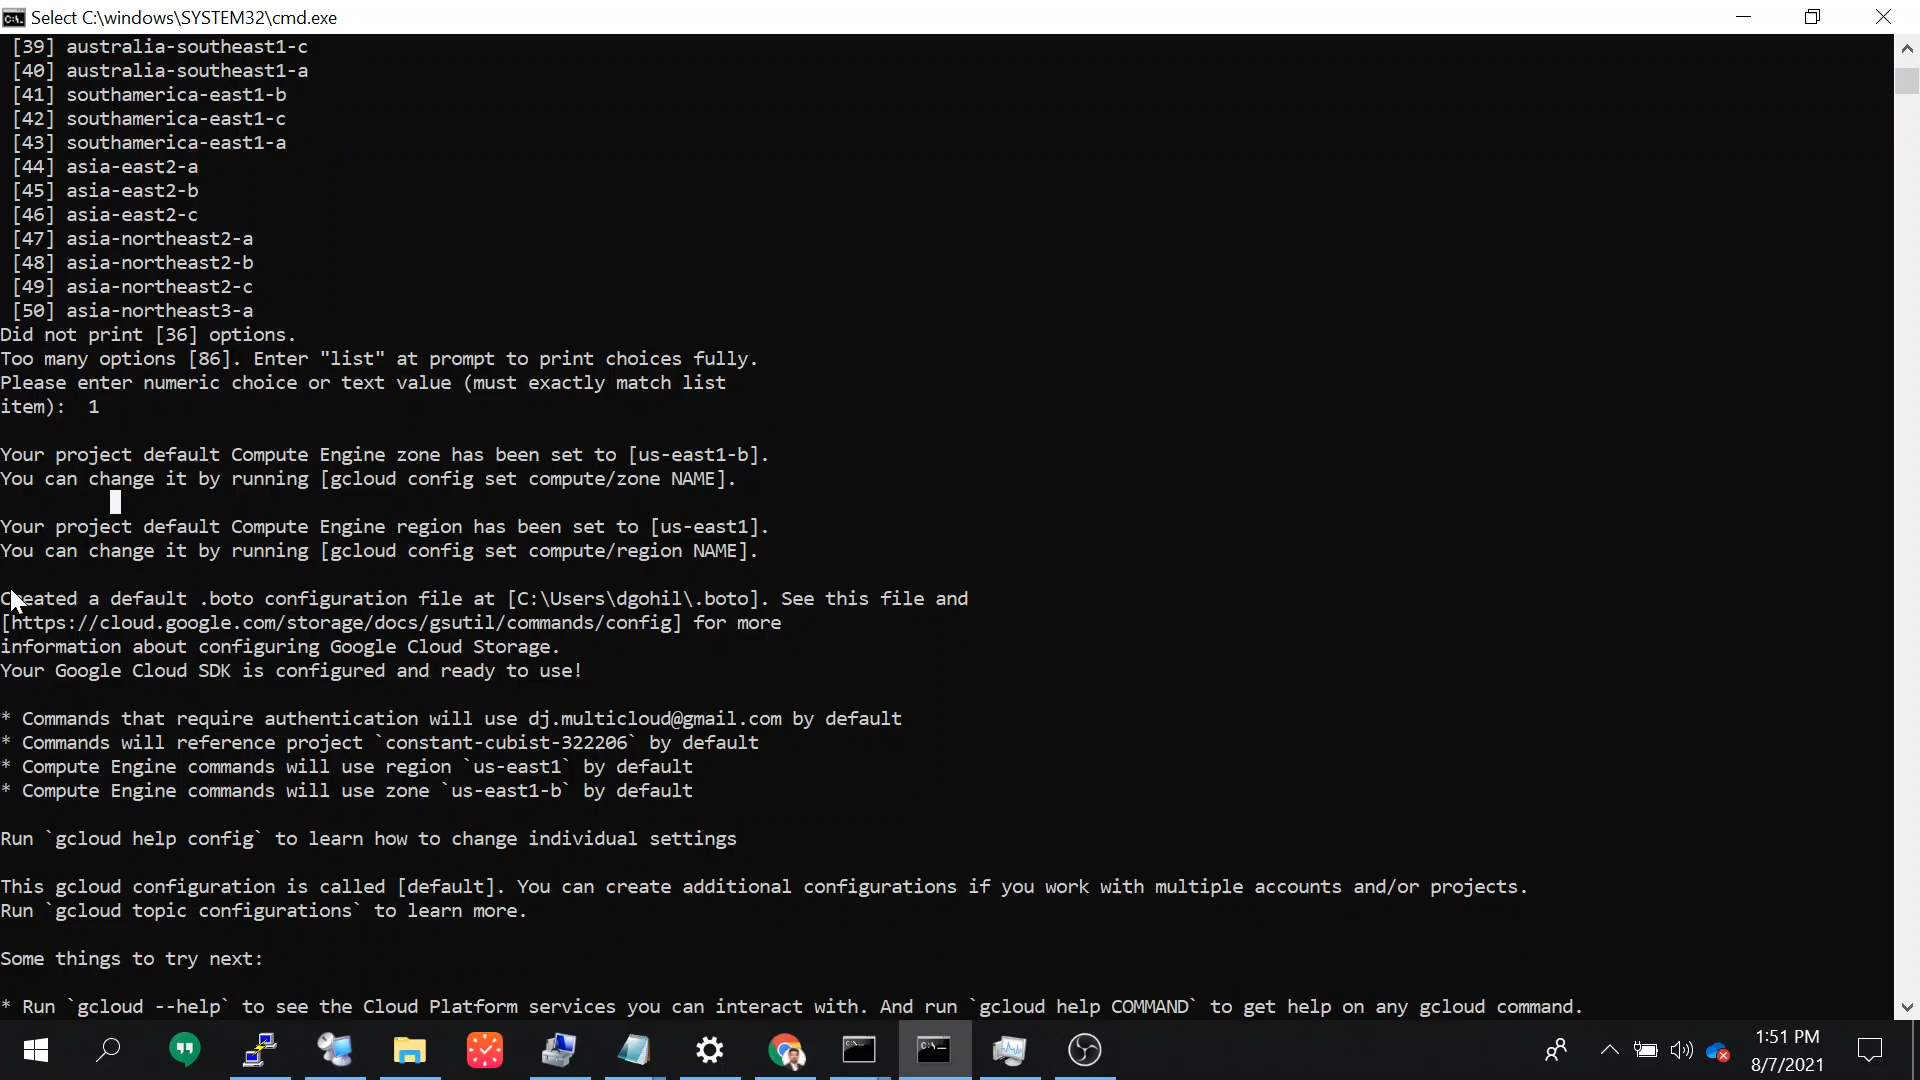 Select C:\windows\SYSTEM32\cmd.exe
[39] australia-southeast1-c
[40] australia-southeast1-a
[41] southamerica-east1-b
[42] southamerica-east1-c
[43] southamerica-east1-a
[44] asia-east2-a
[45] asia-east2-b
[46] asia-east2-c
[47] asia-northeast2-a
[48] asia-northeast2-b
[49] asia-northeast2-c
[50] asia-northeast3-a
Did not print [36] options.
Too many options [86]. Enter "list" at prompt to print choices fully.
Please enter numeric choice or text value (must exactly match list
item):  1
Your project default Compute Engine zone has been set to [us-east1-b].
You can change it by running [gcloud config set compute/zone NAME].
Your project default Compute Engine region has been set to [us-east1].
You can change it by running [gcloud config set compute/region NAME].
Created a default .boto configuration file at [C:\Users\dgohil\.boto]. See this file and
[https://cloud.google.com/storage/docs/gsutil/commands/config] for more
information about configuring Google Cloud Storage.
Your Google Cloud SDK is configured and ready to use!
* Commands that require authentication will use dj.multicloud@gmail.com by default
* Commands will reference project `constant-cubist-322206` by default
* Compute Engine commands will use region `us-east1` by default
* Compute Engine commands will use zone `us-east1-b` by default
Run `gcloud help config` to learn how to change individual settings
This gcloud configuration is called [default]. You can create additional configurations if you work with multiple accounts and/or projects.
Run `gcloud topic configurations` to learn more.
Some things to try next:
* Run `gcloud --help` to see the Cloud Platform services you can interact with. And run `gcloud help COMMAND` to get help on any gcloud command.
1:51 PM
8/7/2021